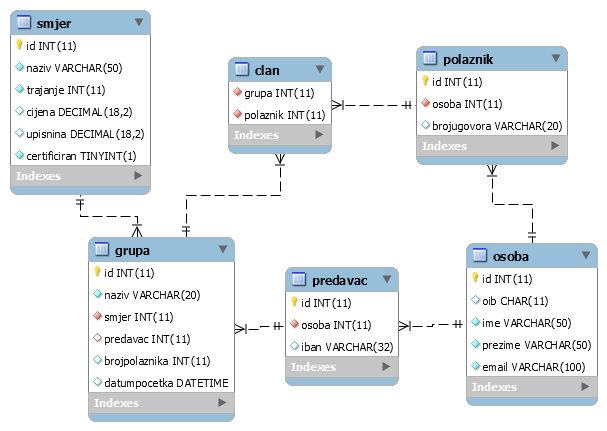 smjer
id INT(11)
naziv VARCHAR(50)
trajanje INT(11)
cijena DECIMAL(18,2)
upisnina DECIMAL(18,2)
certificiran TINYINT(1)
Indexes
clan
grupa INT(11)
polaznik INT(11)
Indexes
polaznik
id INT(11)
osoba INT(11)
brojugovora VARCHAR(20)
Indexes
grupa
id INT(11)
naziv VARCHAR(20)
smjer INT(11)
predavac INT(11)
brojpolaznika INT(11)
datumpocetka DATETIME
Indexes
predavac
id INT(11)
osoba INT(11)
iban VARCHAR(32)
Indexes
osoba
id INT(11)
oib CHAR(11)
ime VARCHAR(50)
prezime VARCHAR(50)
email VARCHAR(100)
Indexes